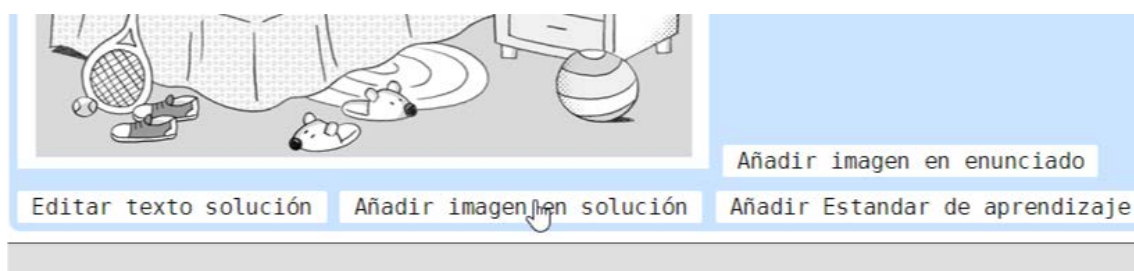 Añadir imagen en enunciado
Editar texto solución
Añadir imagen en solución
Añadir Estandar de aprendizaje